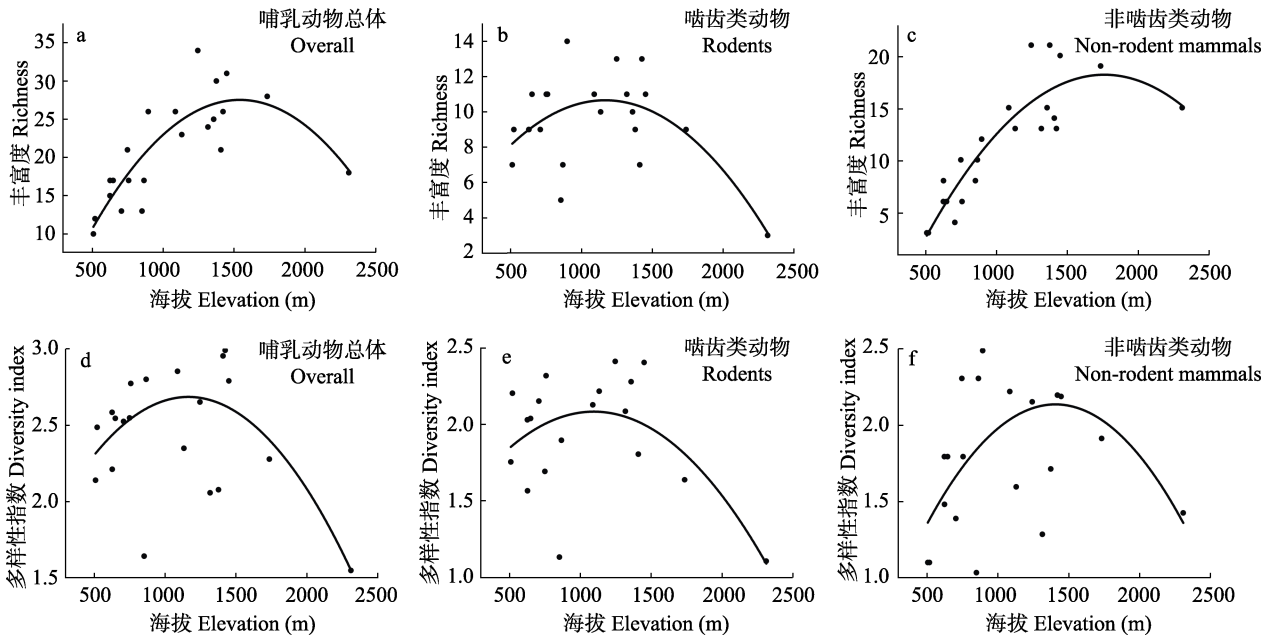 a
哺乳动物总体
Overall
丰富度 Richness
35
30
25
20
15
10
500
1000
1500
2000
2500
海拔 Elevation (m)
b
啮齿类动物
Rodents
丰富度 Richness
14
12
10
8
6
4
2
500
1000
1500
2000
2500
海拔 Elevation (m)
c
非啮齿类动物
Non-rodent mammals
丰富度 Richness
20
15
10
5
500
1000
1500
2000
2500
海拔 Elevation (m)
d
哺乳动物总体
Overall
多样性指数 Diversity index
3.0
2.5
2.0
1.5
500
1000
1500
2000
2500
海拔 Elevation (m)
e
啮齿类动物
Rodents
多样性指数 Diversity index
2.5
2.0
1.5
1.0
500
1000
1500
2000
2500
海拔 Elevation (m)
f
非啮齿类动物
Non-rodent mammals
多样性指数 Diversity index
2.5
2.0
1.5
1.0
500
1000
1500
2000
2500
海拔 Elevation (m)